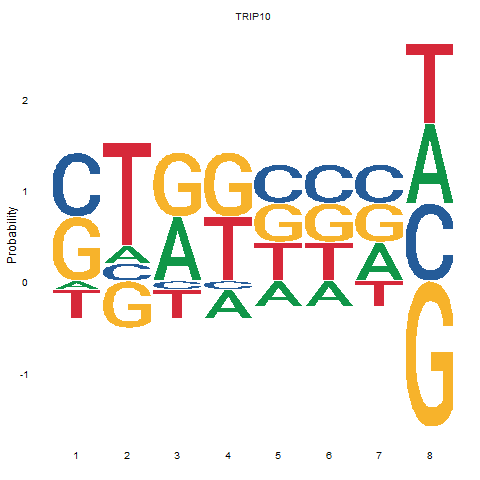 TRIP10
Probability
2
1
0
-1
C G A T
T A C G
G A C T
G T C A
C G T A
C G T A
C G A T
T A C G
1 2 3 4 5 6 7 8